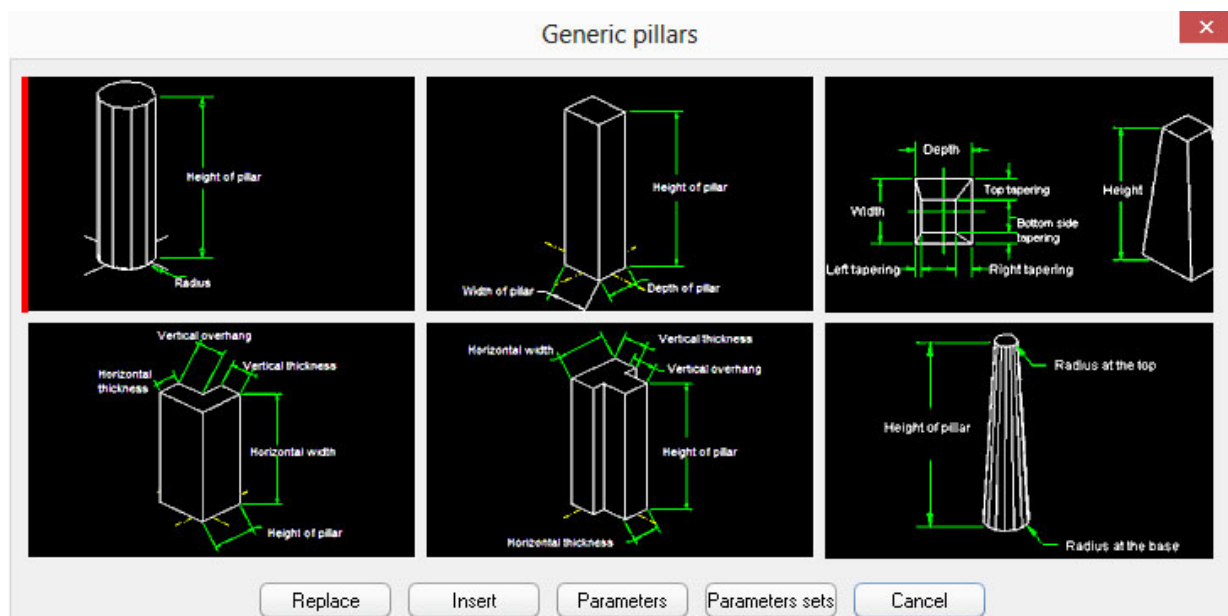 Generic pillars
Height of pillar
Radius
Height of pillar
Width of pillar
Depth of pillar
Depth
Top tapering
Width
Bottom side
tapering
Left tapering
Right tapering
Height
Vertical overhang
Horizontal
thickness
Vertical thickness
Horizontal width
Height of pillar
Horizontal width
Vertical thickness
Vertical overhang
Height of pillar
Horizontal thickness
Radius at the top
Height of pillar
Radius at the base
Replace
Insert
Parameters
Parameters sets
Cancel